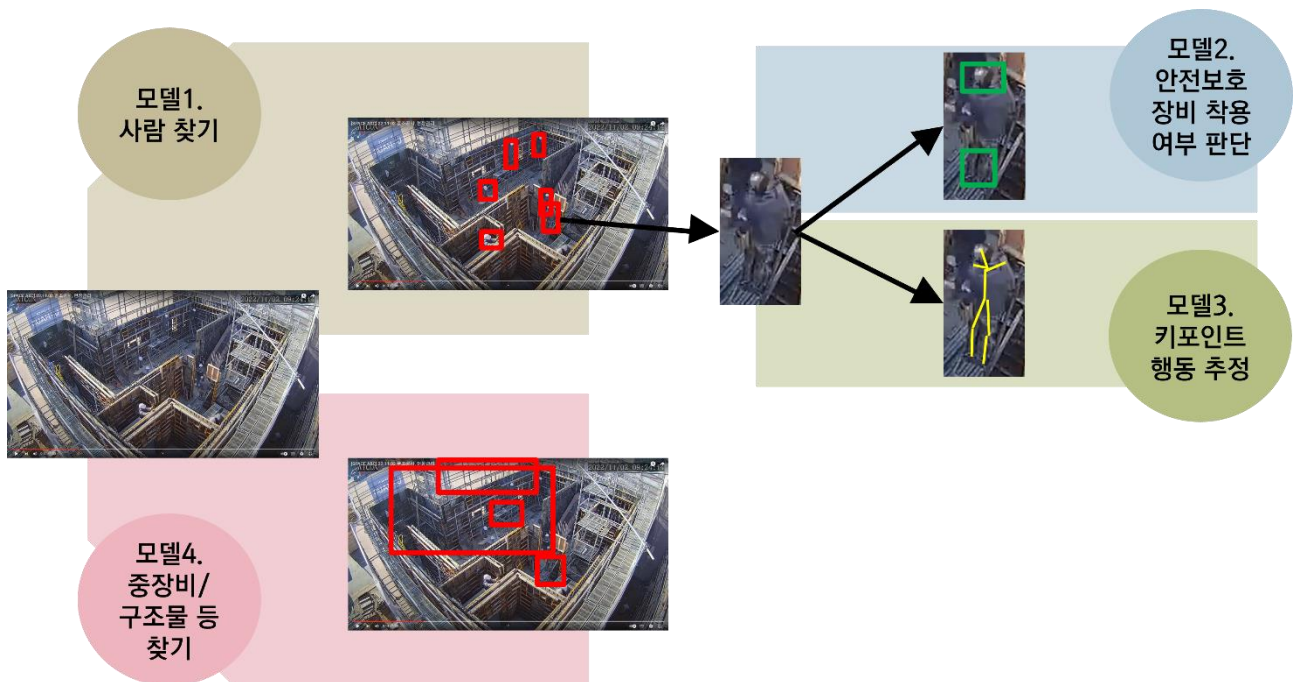 모델1.
사람 찾기
모델2.
안전보호
장비 착용
여부 판단
모델3.
키포인트
행동 추정
모델4.
중장비/
구조물 등
찾기